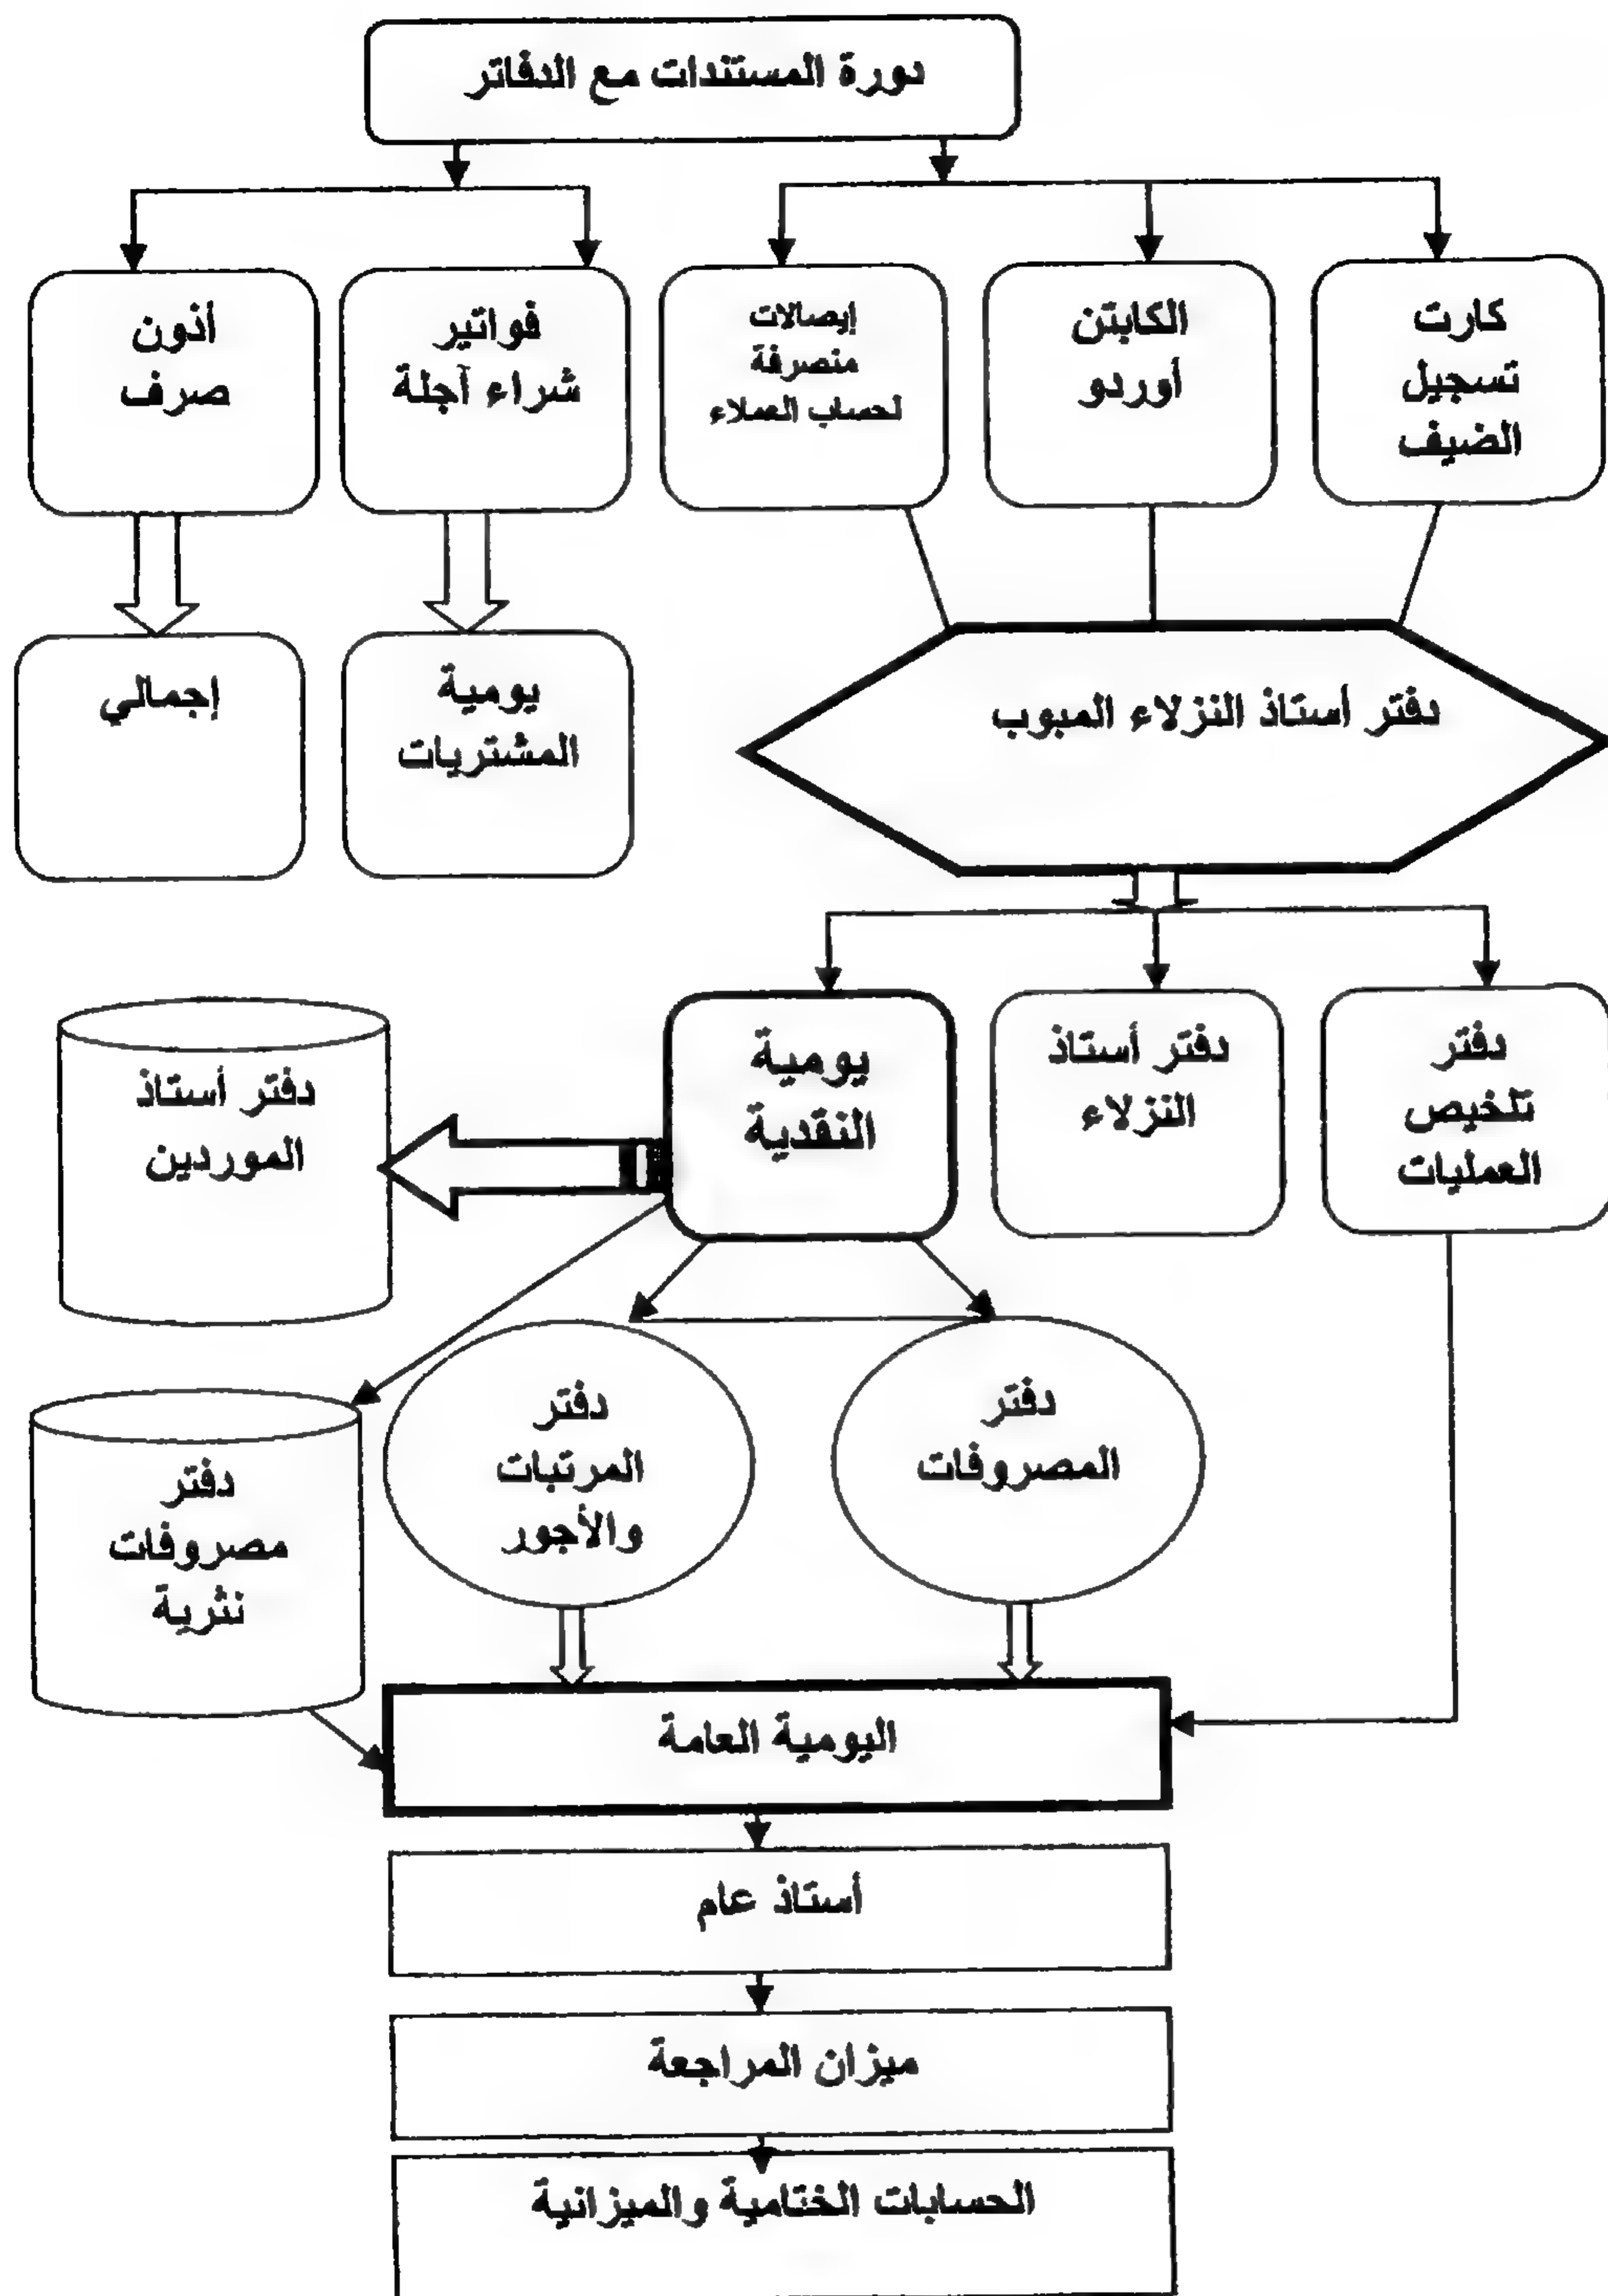 دورة المستندات مع الدفاتر
كارت
تسجيل
الضيف
الكابتن
أوردو
إيصالات
منصرفة
لحساب العملاء
فواتير
شراء آجلة
أذون
صرف
دفتر أستاذ النزلاء المبوب
يومية
المشتريات
إجمالي
دفتر
تلخيص
العمليات
دفتر أستاذ
النزلاء
يومية
النقدية
دفتر أستاذ
الموردين
دفتر
المصروفات
دفتر
المرتبات
والأجور
دفتر
مصروفات
نثرية
اليومية العامة
أستاذ عام
ميزان المراجعة
الحسابات الختامية والميزانية